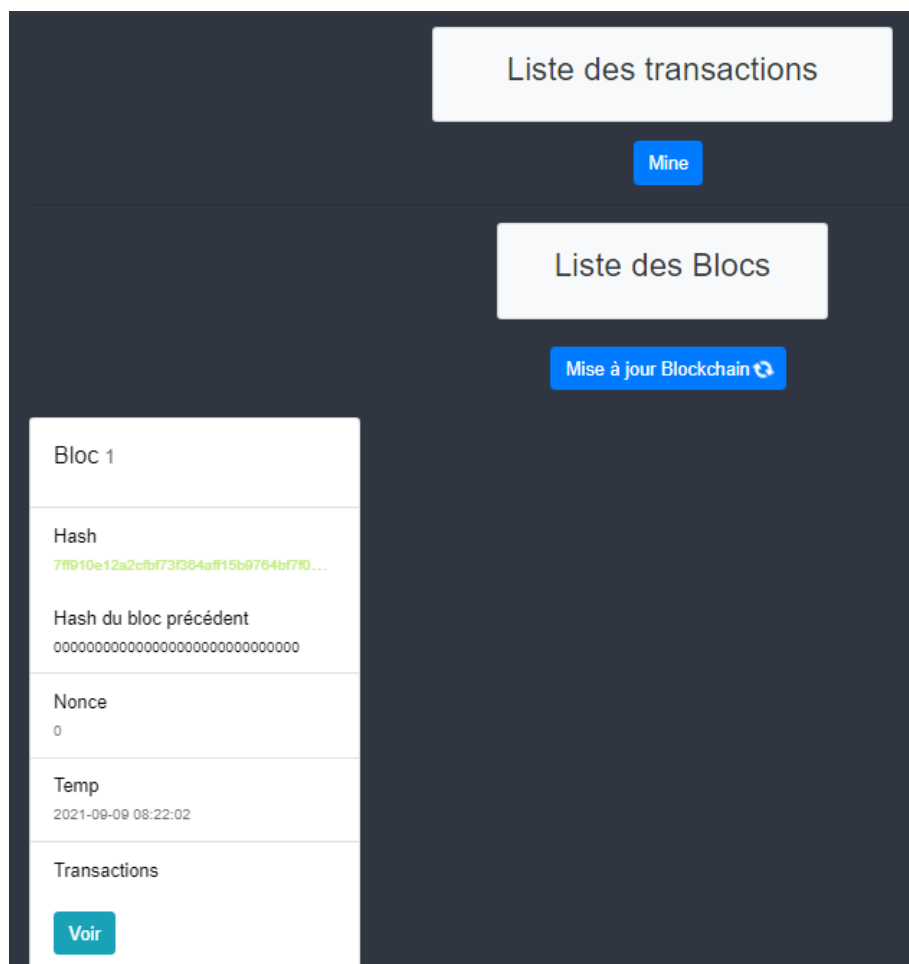 Liste des transactions
Mine
Liste des Blocs
Mise à jour Blockchain
Bloc 1
Hash
7ff910e12a2cfbf73f364aff15b9764bf7f0...
Hash du bloc précédent
00000000000000000000000000000
Nonce
0
Temp
2021-09-09 08:22:02
Transactions
Voir